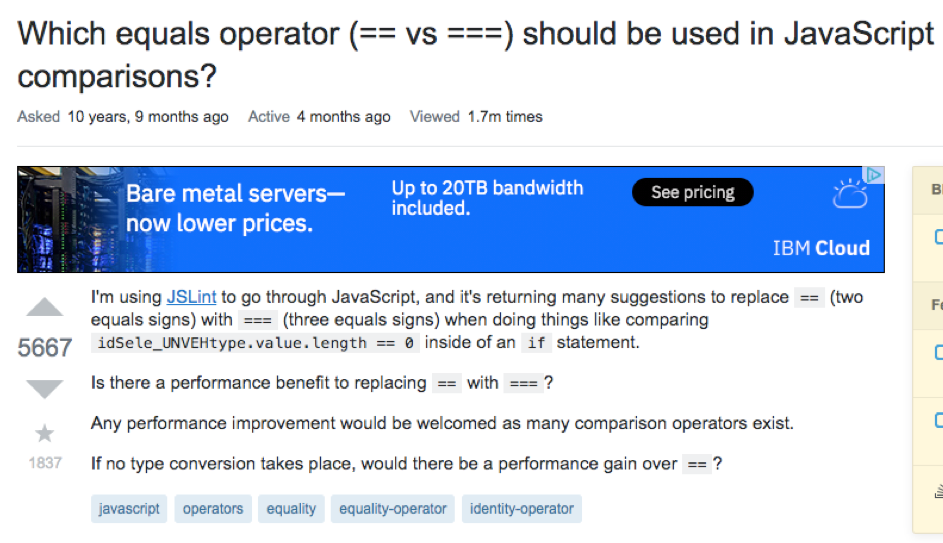 Which equals operator (== vs ===) should be used in JavaScript
comparisons?
Asked 10 years, 9 months ago Active 4 months ago Viewed 1.7m times
Bare metal servers—
now lower prices.
Up to 20TB bandwidth
included.
See pricing
IBM Cloud
I'm using JSLint to go through JavaScript, and it's returning many suggestions to replace == (two
equals signs) with === (three equals signs) when doing things like comparing
idSele_UNVEHtype.value.length == 0 inside of an if statement.
5667
Is there a performance benefit to replacing == with ===?
Any performance improvement would be welcomed as many comparison operators exist.
1837
If no type conversion takes place, would there be a performance gain over ==?
javascript operators equality equality-operator identity-operator